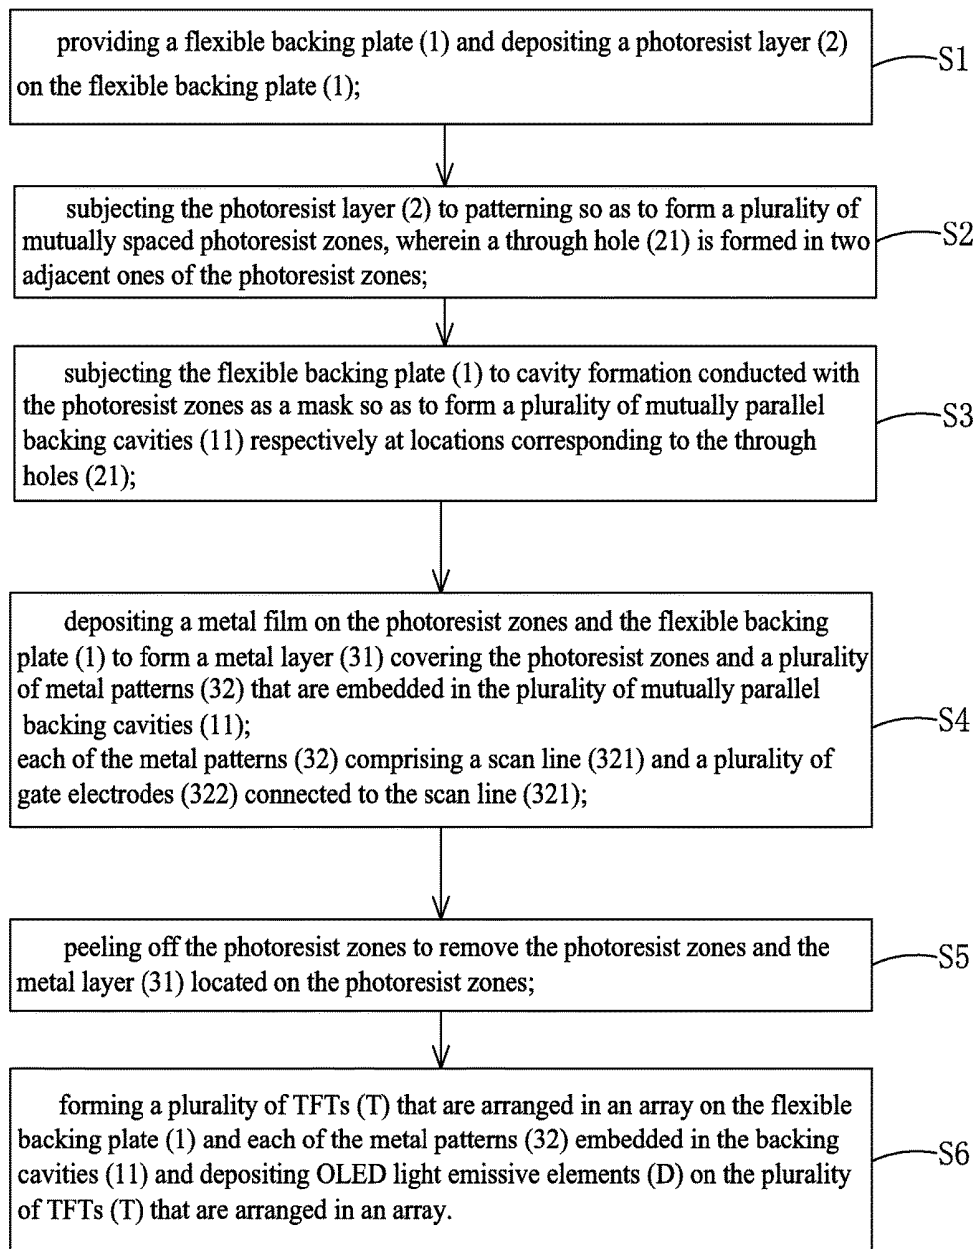 providing a flexible backing plate (1) and depositing a photoresist layer (2)
on the flexible backing plate (1);
S1
subjecting the photoresist layer (2) to patterning so as to form a plurality of
mutually spaced photoresist zones, wherein a through hole (21) is formed in two
adjacent ones of the photoresist zones;
S2
subjecting the flexible backing plate (1) to cavity formation conducted with
the photoresist zones as a mask so as to form a plurality of mutually parallel
backing cavities (11) respectively at locations corresponding to the through
holes (21);
S3
depositing a metal film on the photoresist zones and the flexible backing
plate (1) to form a metal layer (31) covering the photoresist zones and a plurality
of metal patterns (32) that are embedded in the plurality of mutually parallel
backing cavities (11);
each of the metal patterns (32) comprising a scan line (321) and a plurality of
gate electrodes (322) connected to the scan line (321);
S4
peeling off the photoresist zones to remove the photoresist zones and the
metal layer (31) located on the photoresist zones;
S5
forming a plurality of TFTs (T) that are arranged in an array on the flexible
backing plate (1) and each of the metal patterns (32) embedded in the backing
cavities (11) and depositing OLED light emissive elements (D) on the plurality
of TFTs (T) that are arranged in an array.
S6